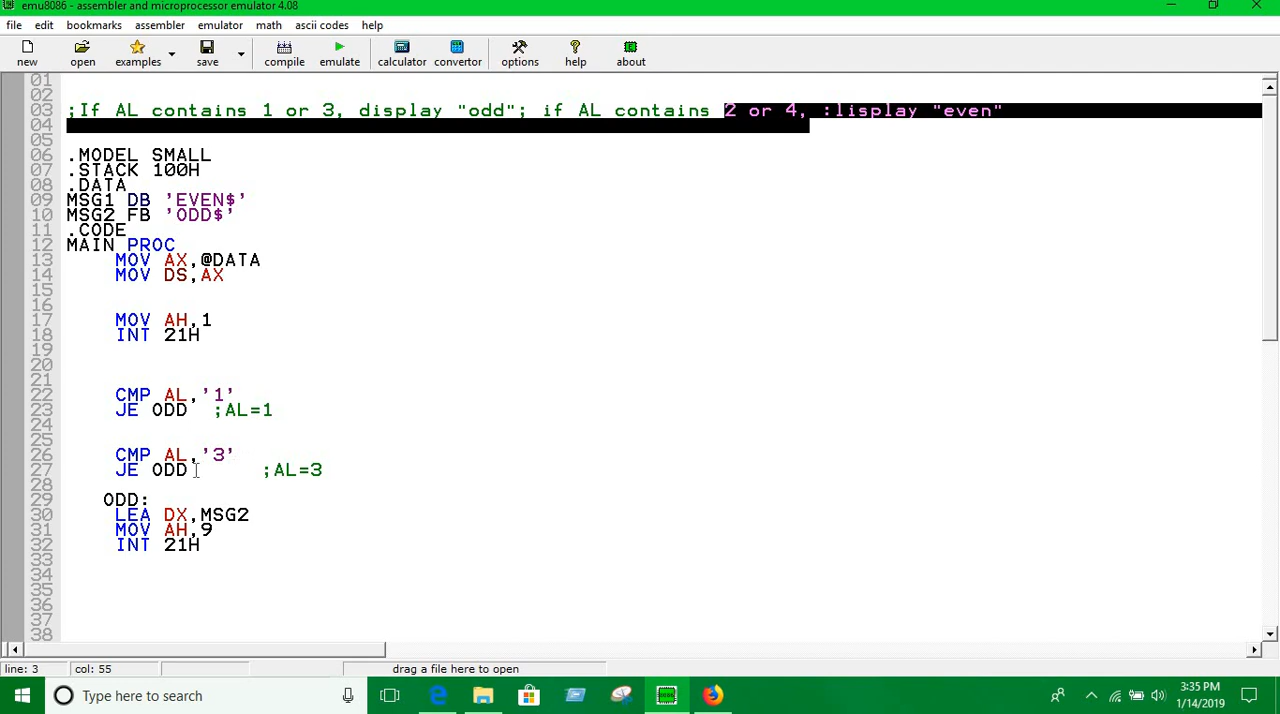 emu8086 - assembler and microprocessor emulator 4.08
file edit bookmarks assembler emulator math ascii codes help
new open examples save compile emulate calculator convertor options help about
01
02
03 ;If AL contains 1 or 3, display "odd"; if AL contains 2 or 4, :lisplay "even"
04
05
06 .MODEL SMALL
07 .STACK 100H
08 .DATA
09 MSG1 DB 'EVEN$'
10 MSG2 FB 'ODD$'
11 .CODE
12 MAIN PROC
13 MOV AX,@DATA
14 MOV DS,AX
15
16
17 MOV AH,1
18 INT 21H
19
20
21
22 CMP AL,'1'
23 JE ODD ;AL=1
24
25
26 CMP AL,'3'
27 JE ODD ;AL=3
28
29 ODD:
30 LEA DX,MSG2
31 MOV AH,9
32 INT 21H
33
34
35
36
37
38
line: 3 col: 55 drag a file here to open
Type here to search
3:35 PM
1/14/2019